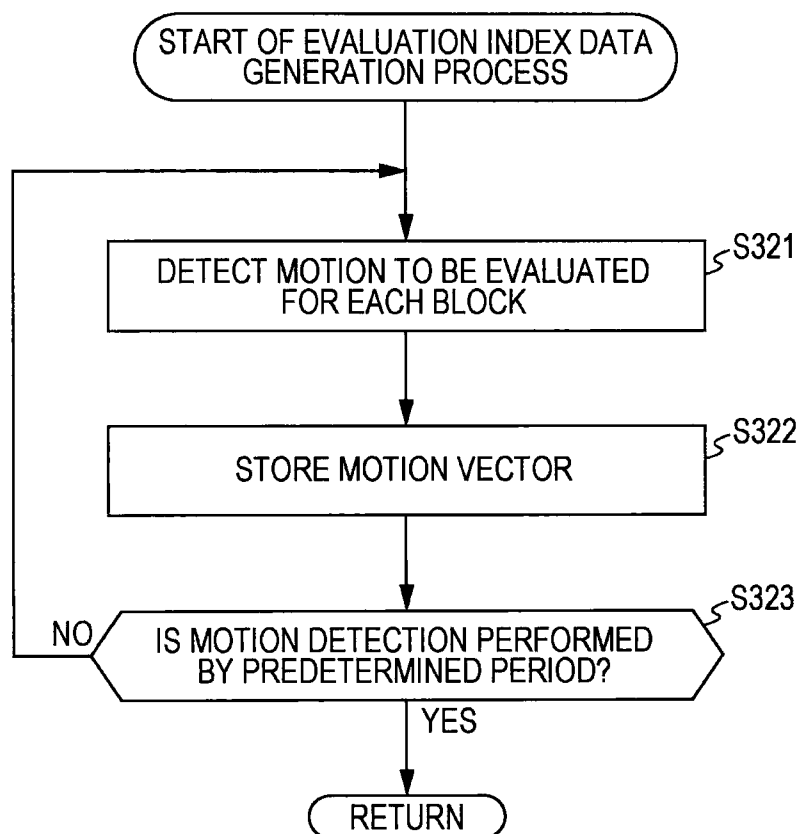 START OF EVALUATION INDEX DATA
GENERATION PROCESS
S321
DETECT MOTION TO BE EVALUATED
FOR EACH BLOCK
S322
STORE MOTION VECTOR
S323
NO
IS MOTION DETECTION PERFORMED
BY PREDETERMINED PERIOD?
YES
RETURN